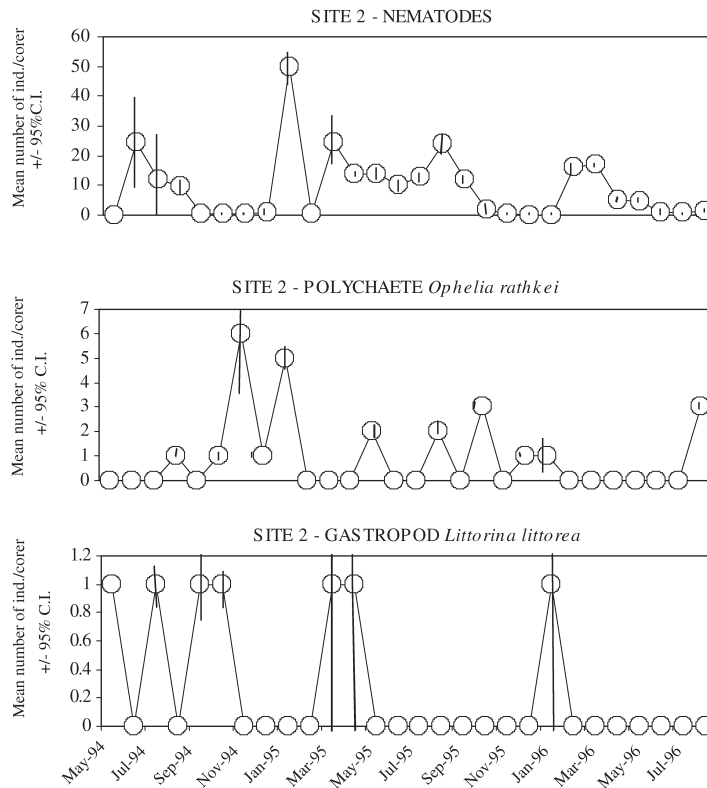 SITE 2 - NEMATODES
Mean number of ind./corer
+/- 95%C.I.
60
50
40
30
20
10
0
SITE 2 - POLYCHAETE Ophelia rathkei
Mean number of ind./corer
+/- 95% C.I.
7
6
5
4
3
2
1
0
SITE 2 - GASTROPOD Littorina littorea
Mean number of ind./corer
+/- 95% C.I.
1.2
1
0.8
0.6
0.4
0.2
0
May-94
Jul-94
Sep-94
Nov-94
Jan-95
Mar-95
May-95
Jul-95
Sep-95
Nov-95
Jan-96
Mar-96
May-96
Jul-96